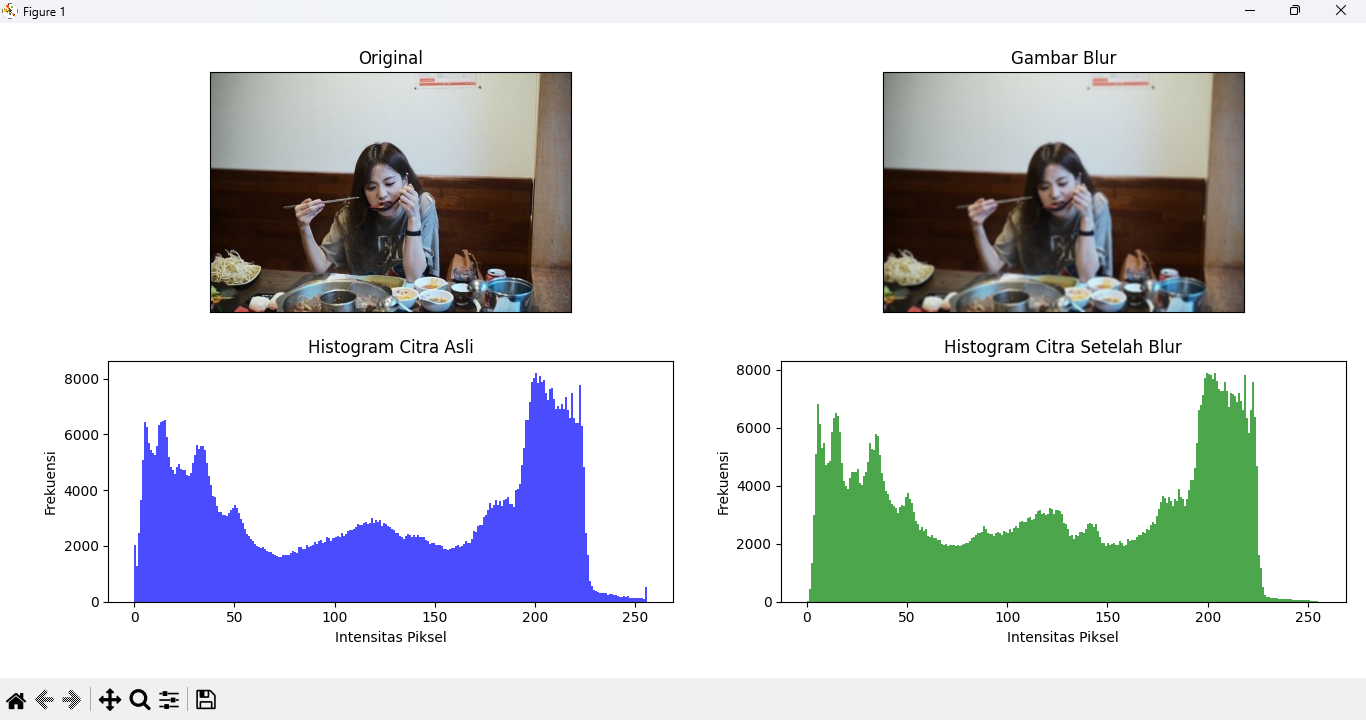 Figure 1
Original
Gambar Blur
Histogram Citra Asli
Histogram Citra Setelah Blur
8000
6000
4000
2000
0
Frekuensi
0 50 100 150 200 250
Intensitas Piksel
8000
6000
4000
2000
0
Frekuensi
0 50 100 150 200 250
Intensitas Piksel